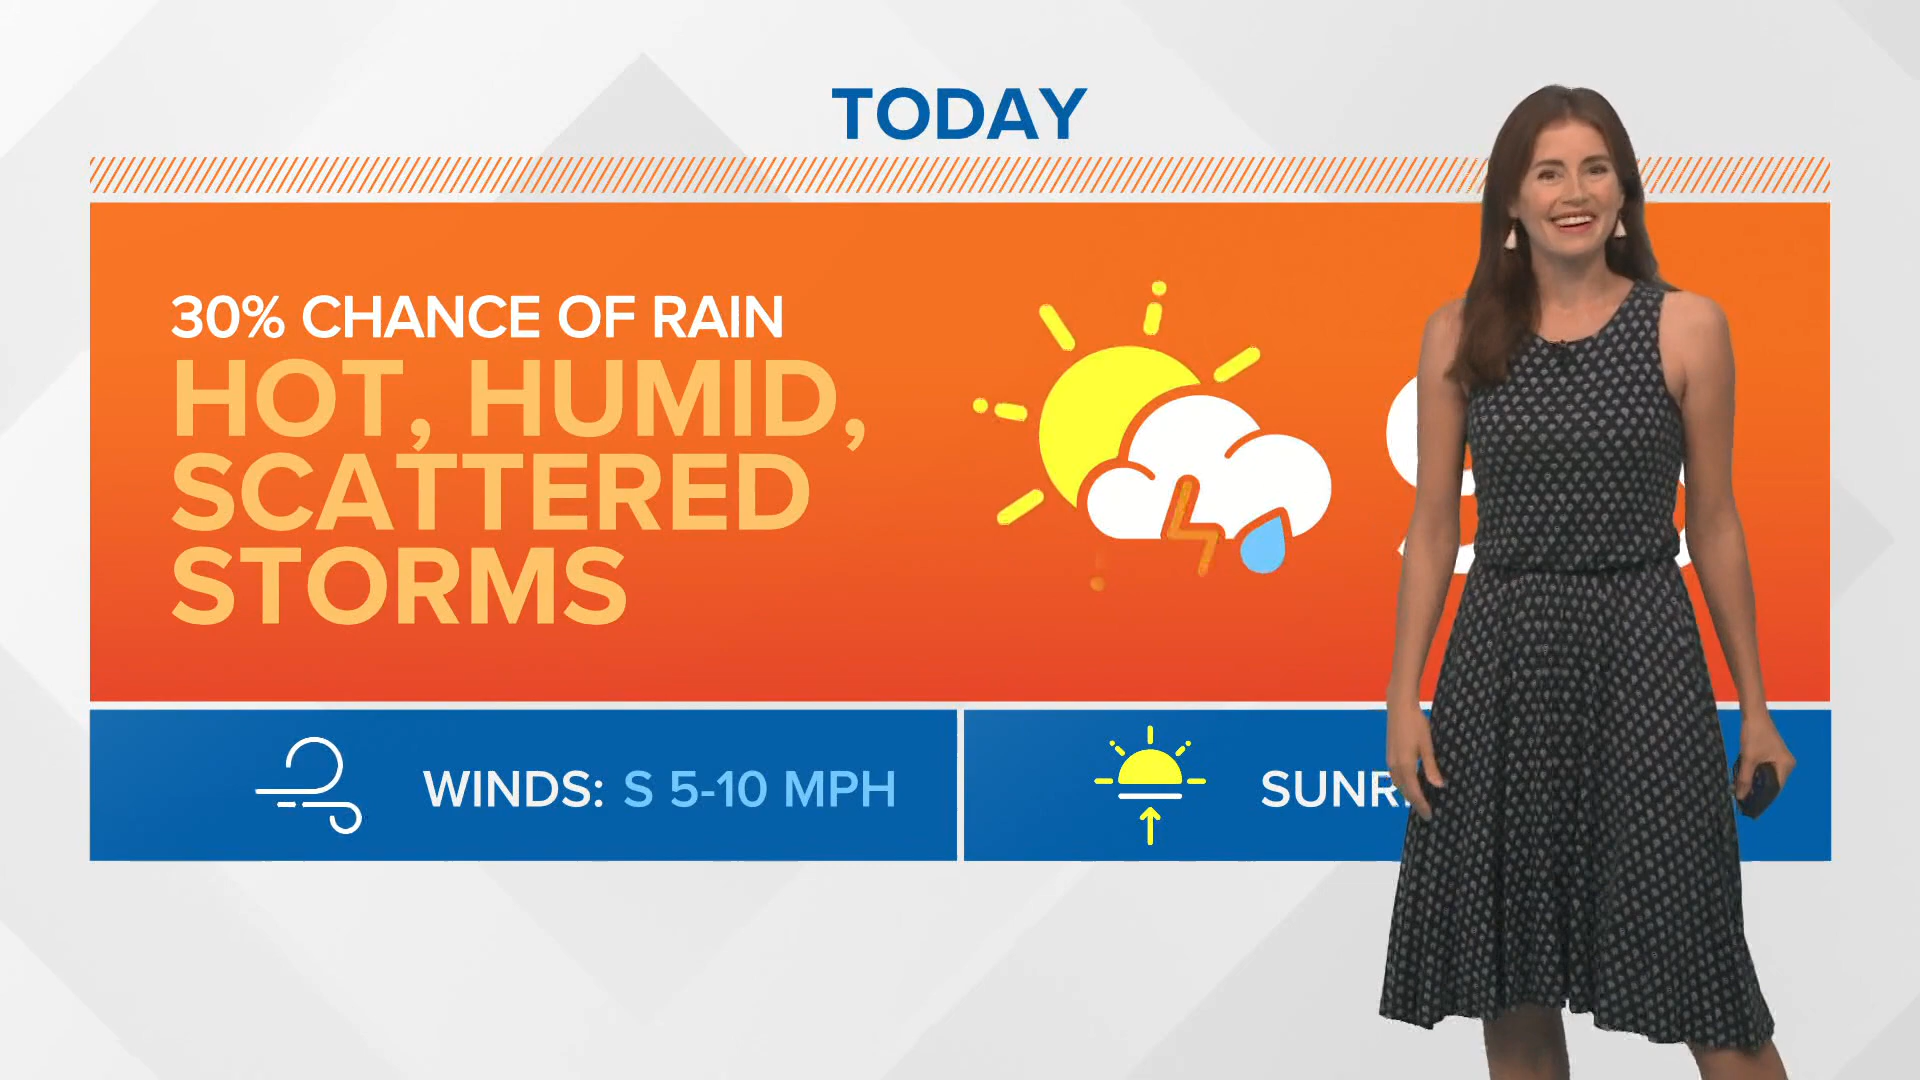 TODAY
30% CHANCE OF RAIN
HOT, HUMID,
SCATTERED
STORMS
WINDS: S 5-10 MPH